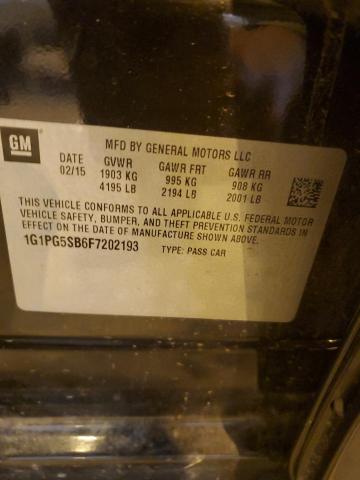 GM
MFD BY GENERAL MOTORS LLC
DATE GVWR GAWR FRT GAWR RR
02/15 1903 KG 995 KG 908 KG
4195 LB 2194 LB 2001 LB
THIS VEHICLE CONFORMS TO ALL APPLICABLE U.S. FEDERAL MOTOR
VEHICLE SAFETY, BUMPER, AND THEFT PREVENTION STANDARDS IN
EFFECT ON THE DATE OF MANUFACTURE SHOWN ABOVE.
1G1PG5SB6F7202193 TYPE: PASS CAR